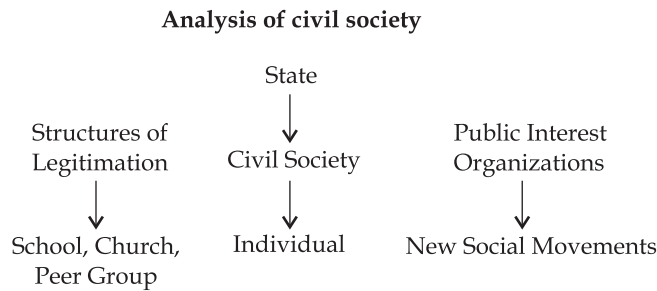 Analysis of civil society
State
Structures of
Legitimation
Civil Society
Public Interest
Organizations
School, Church,
Peer Group
Individual
New Social Movements